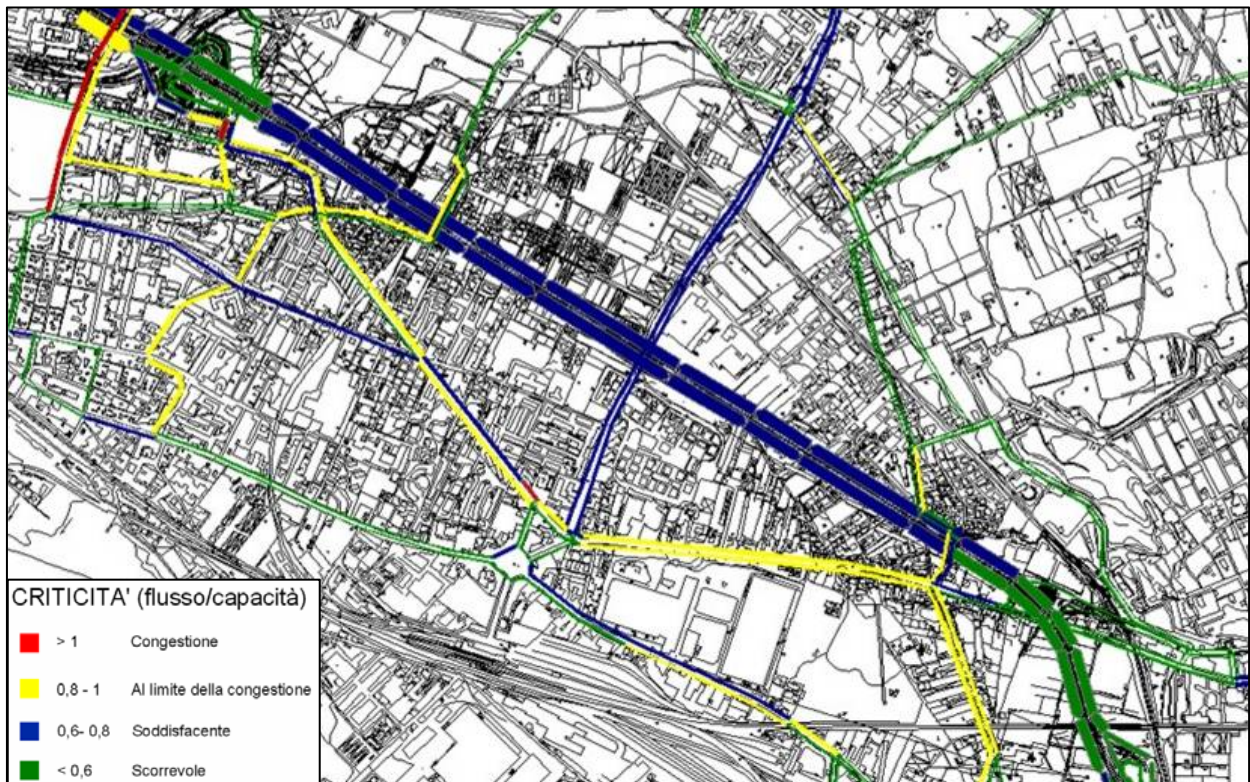 CRITICITA' (flusso/capacità)
> 1 Congestione
0,8 - 1 Al limite della congestione
0,6- 0,8 Soddisfacente
< 0,6 Scorrevole